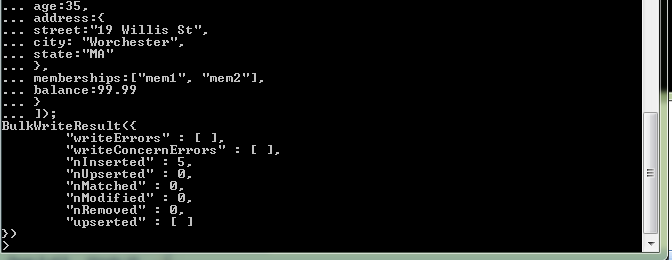 ... age:35,
... address:{
... street:"19 Willis St",
... city: "Worchester",
... state:"MA"
... },
... memberships:["mem1", "mem2"],
... balance:99.99
... }
... ]);
BulkWriteResult({
"writeErrors" : [ ],
"writeConcernErrors" : [ ],
"nInserted" : 5,
"nUpserted" : 0,
"nMatched" : 0,
"nModified" : 0,
"nRemoved" : 0,
"upserted" : [ ]
})
>